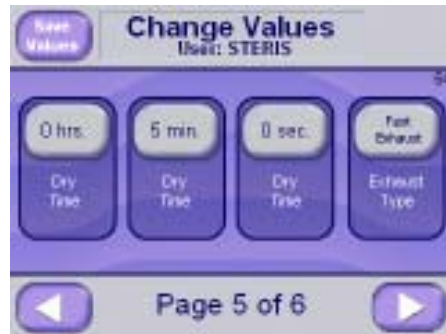 Save
Values
Change Values
User: STERIS
0 hrs.
Dry
Time
5 min.
Dry
Time
0 sec.
Dry
Time
Fast
Exhaust
Exhaust
Type
Page 5 of 6